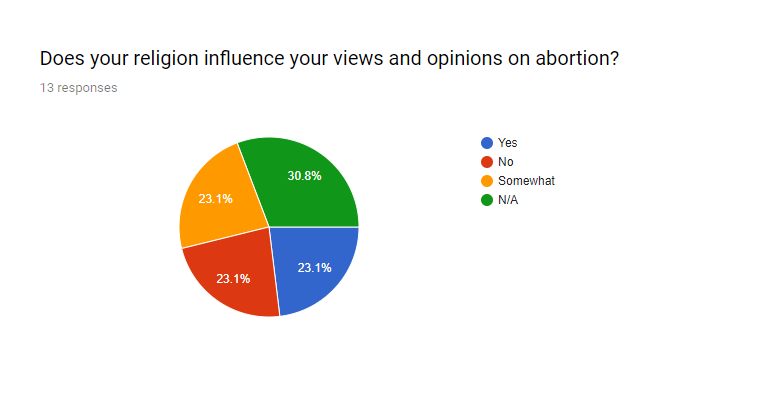 Does your religion influence your views and opinions on abortion?
13 responses
Yes
No
Somewhat
N/A
30.8%
23.1%
23.1%
23.1%